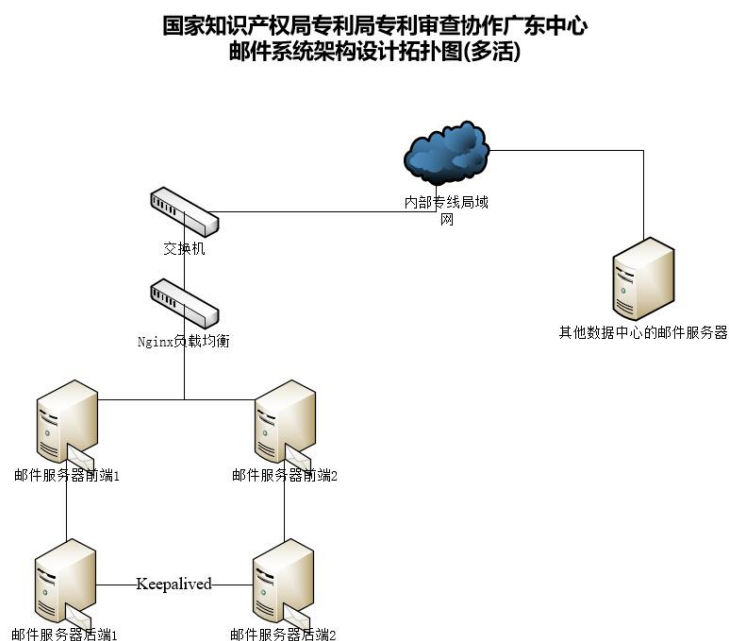 国家知识产权局专利局专利审查协作广东中心
邮件系统架构设计拓扑图(多活)
内部专线局域
网
交换机
其他数据中心的邮件服务器
Nginx负载均衡
邮件服务器前端1
邮件服务器前端2
Keepalived
邮件服务器后端1
邮件服务器后端2